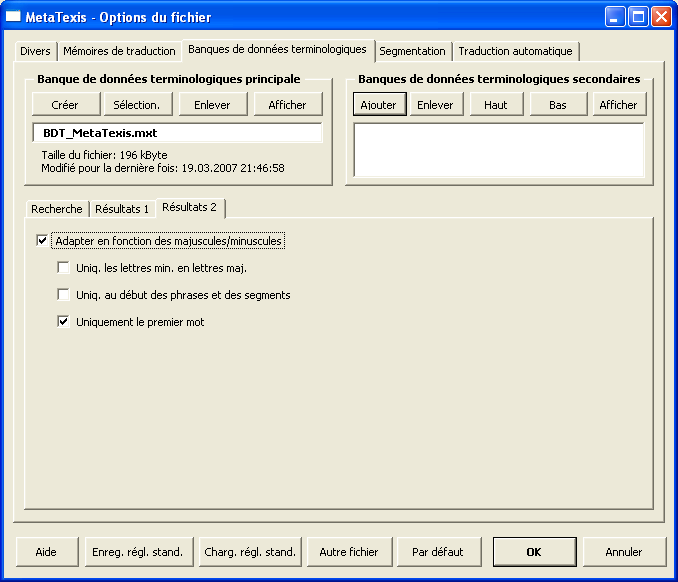 MetaTexis - Options du fichier
Divers
Mémoires de traduction
Banques de données terminologiques
Segmentation
Traduction automatique
Banque de données terminologiques principale
Créer
Sélection.
Enlever
Afficher
BDT_MetaTexis.mxt
Taille du fichier: 196 kByte
Modifié pour la dernière fois: 19.03.2007 21:46:58
Banques de données terminologiques secondaires
Ajouter
Enlever
Haut
Bas
Afficher
Recherche
Résultats 1
Résultats 2
Adapter en fonction des majuscules/minuscules
Uniq. les lettres min. en lettres maj.
Uniq. au début des phrases et des segments
Uniquement le premier mot
Aide
Enreg. régl. stand.
Charg. régl. stand.
Autre fichier
Par défaut
OK
Annuler